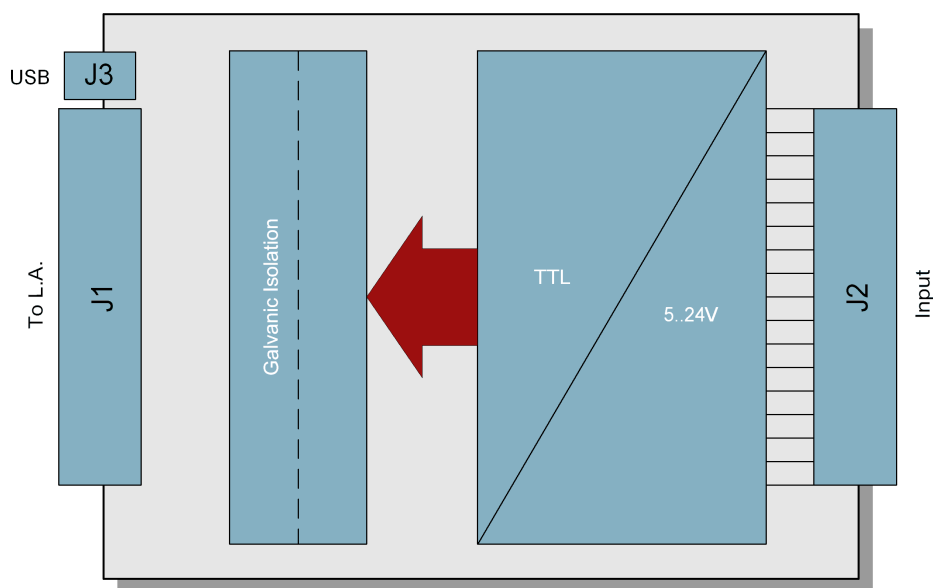 USB
J3
To L.A.
J1
Galvanic Isolation
TTL
5..24V
J2
Input